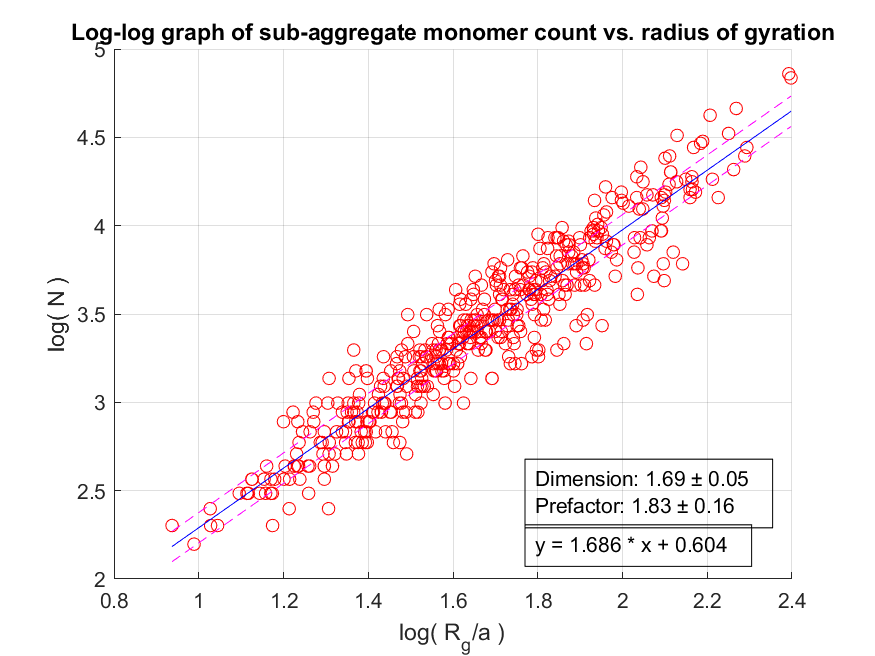 Log-log graph of sub-aggregate monomer count vs. radius of gyration
5
4.5
4
3.5
3
2.5
2
log( N )
Dimension: 1.69 ± 0.05
Prefactor: 1.83 ± 0.16
y = 1.686 * x + 0.604
0.8 1 1.2 1.4 1.6 1.8 2 2.2 2.4
log( Rg/a )